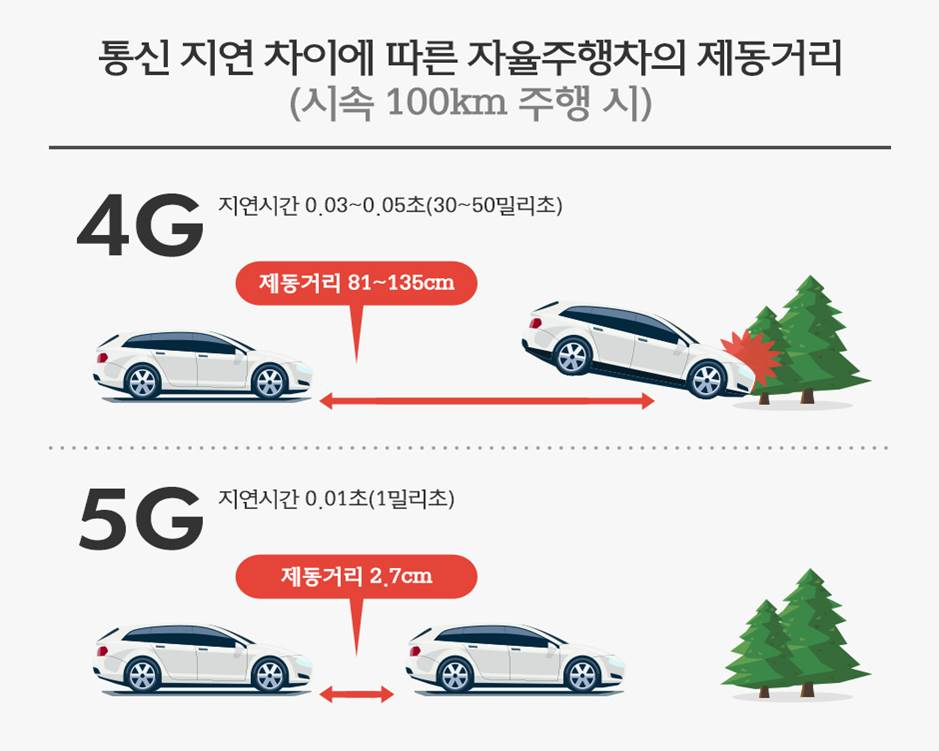 통신 지연 차이에 따른 자율주행차의 제동거리
(시속 100km 주행 시)
4G 지연시간 0.03~0.05초(30~50밀리초)
제동거리 81~135cm
5G 지연시간 0.01초(1밀리초)
제동거리 2.7cm